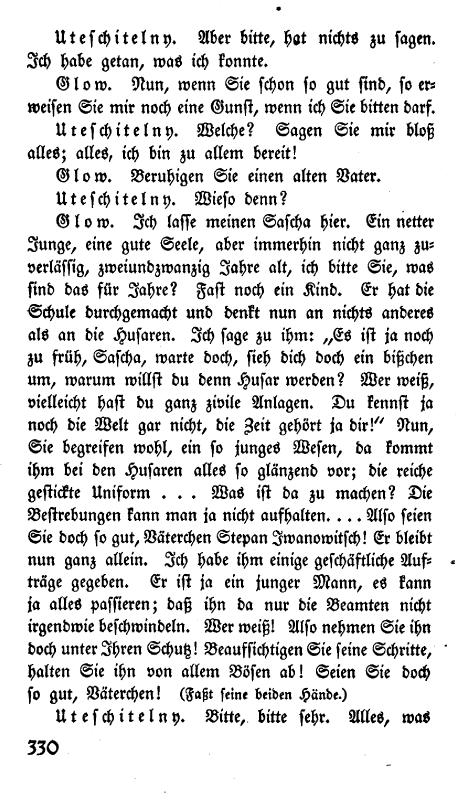 Uteschitelny. Aber bitte, hat nichts zu sagen.
Ich habe getan, was ich konnte.
Glow. Nun, wenn Sie schon so gut sind, so er-
weisen Sie mir noch eine Gunst, wenn ich Sie bitten darf.
Uteschitelny. Welche? Sagen Sie mir bloß
alles; alles, ich bin zu allem bereit!
Glow. Beruhigen Sie einen alten Vater.
Uteschitelny. Wieso denn?
Glow. Ich lasse meinen Sascha hier. Ein netter
Junge, eine gute Seele, aber immerhin nicht ganz zu-
verlässig, zweiundzwanzig Jahre alt, ich bitte Sie, was
sind das für Jahre? Fast noch ein Kind. Er hat die
Schule durchgemacht und denkt nun an nichts anderes
als an die Husaren. Ich sage zu ihm: „Es ist ja noch
zu früh, Sascha, warte doch, sieh dich doch ein bißchen
um, warum willst du denn Husar werden? Wer weiß,
vielleicht hast du ganz zivile Anlagen. Du kennst ja
noch die Welt gar nicht, die Zeit gehört ja dir!“ Nun,
Sie begreifen wohl, ein so junges Wesen, da kommt
ihm bei den Husaren alles so glänzend vor; die reiche
gestickte Uniform . . . Was ist da zu machen? Die
Bestrebungen kann man ja nicht aufhalten. . . . Also seien
Sie doch so gut, Väterchen Stepan Iwanowitsch! Er bleibt
nun ganz allein. Ich habe ihm einige geschäftliche Auf-
träge gegeben. Er ist ja ein junger Mann, es kann
ja alles passieren; daß ihn da nur die Beamten nicht
irgendwie beschwindeln. Wer weiß! Also nehmen Sie ihn
doch unter Ihren Schutz! Beaufsichtigen Sie seine Schritte,
halten Sie ihn von allem Bösen ab! Seien Sie doch
so gut, Väterchen! (Faßt seine beiden Hände.)
Uteschitelny. Bitte, bitte sehr. Alles, was
330